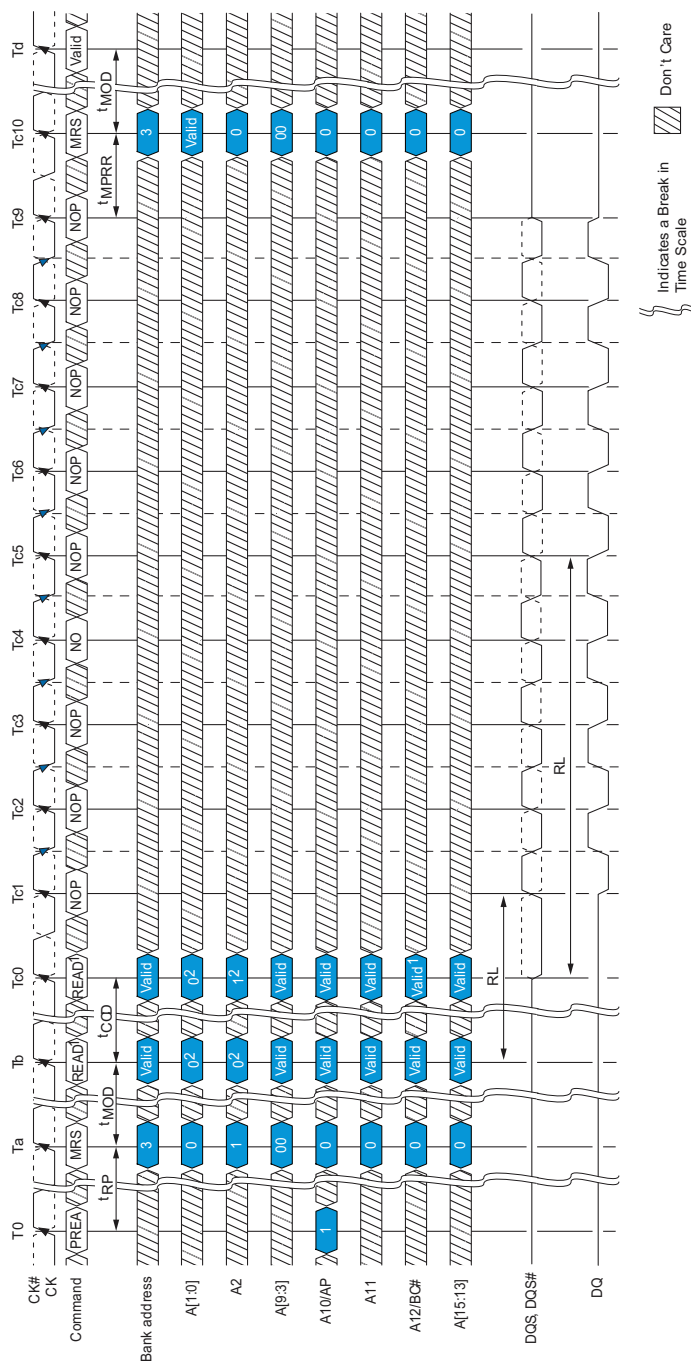 T0 Ta Tb Tc0 Tc1 Tc2 Tc3 Tc4 Tc5 Tc6 Tc7 Tc8 Tc9 Tc10 Td
CK#
CK
Command PREA MRS READ¹ READ¹ NOP NOP NOP NO NOP NOP NOP NOP NOP MRS Valid
tRP tMOD tCCD tMPRR tMOD
Bank address 3 Valid Valid 3
A[1:0] 0 0² 0² Valid
A2 1 0² 1² 0
A[9:3] 00 Valid Valid 00
A10/AP 1 0 Valid Valid 0
A11 0 Valid Valid 0
A12/BC# 0 Valid Valid¹ 0
A[15:13] 0 Valid Valid 0
RL
DQS, DQS#
RL
DQ
Indicates a Break in
Time Scale
Don't Care